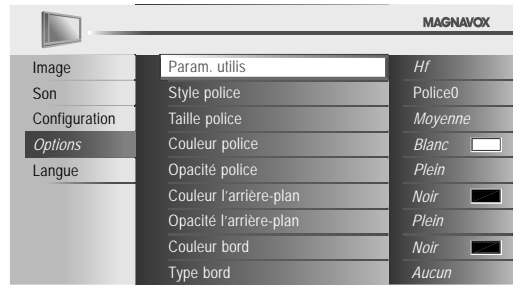 MAGNAVOX
Image
Son
Configuration
Options
Langue
Param. utilis Hf
Style police Police0
Taille police Moyenne
Couleur police Blanc
Opacité police Plein
Couleur l'arrière-plan Noir
Opacité l'arrière-plan Plein
Couleur bord Noir
Type bord Aucun